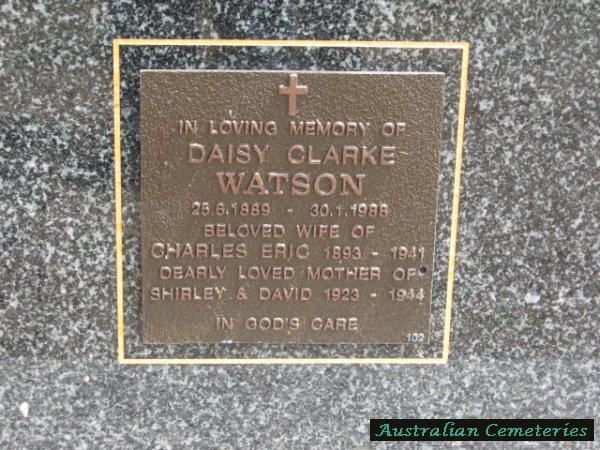 IN LOVING MEMORY OF
DAISY CLARKE
WATSON
25.6.1889 - 30.1.1988
BELOVED WIFE OF
CHARLES ERIC 1893 - 1941
DEARLY LOVED MOTHER OF
SHIRLEY & DAVID 1923 - 1944
IN GOD'S CARE
102
Australian Cemeteries